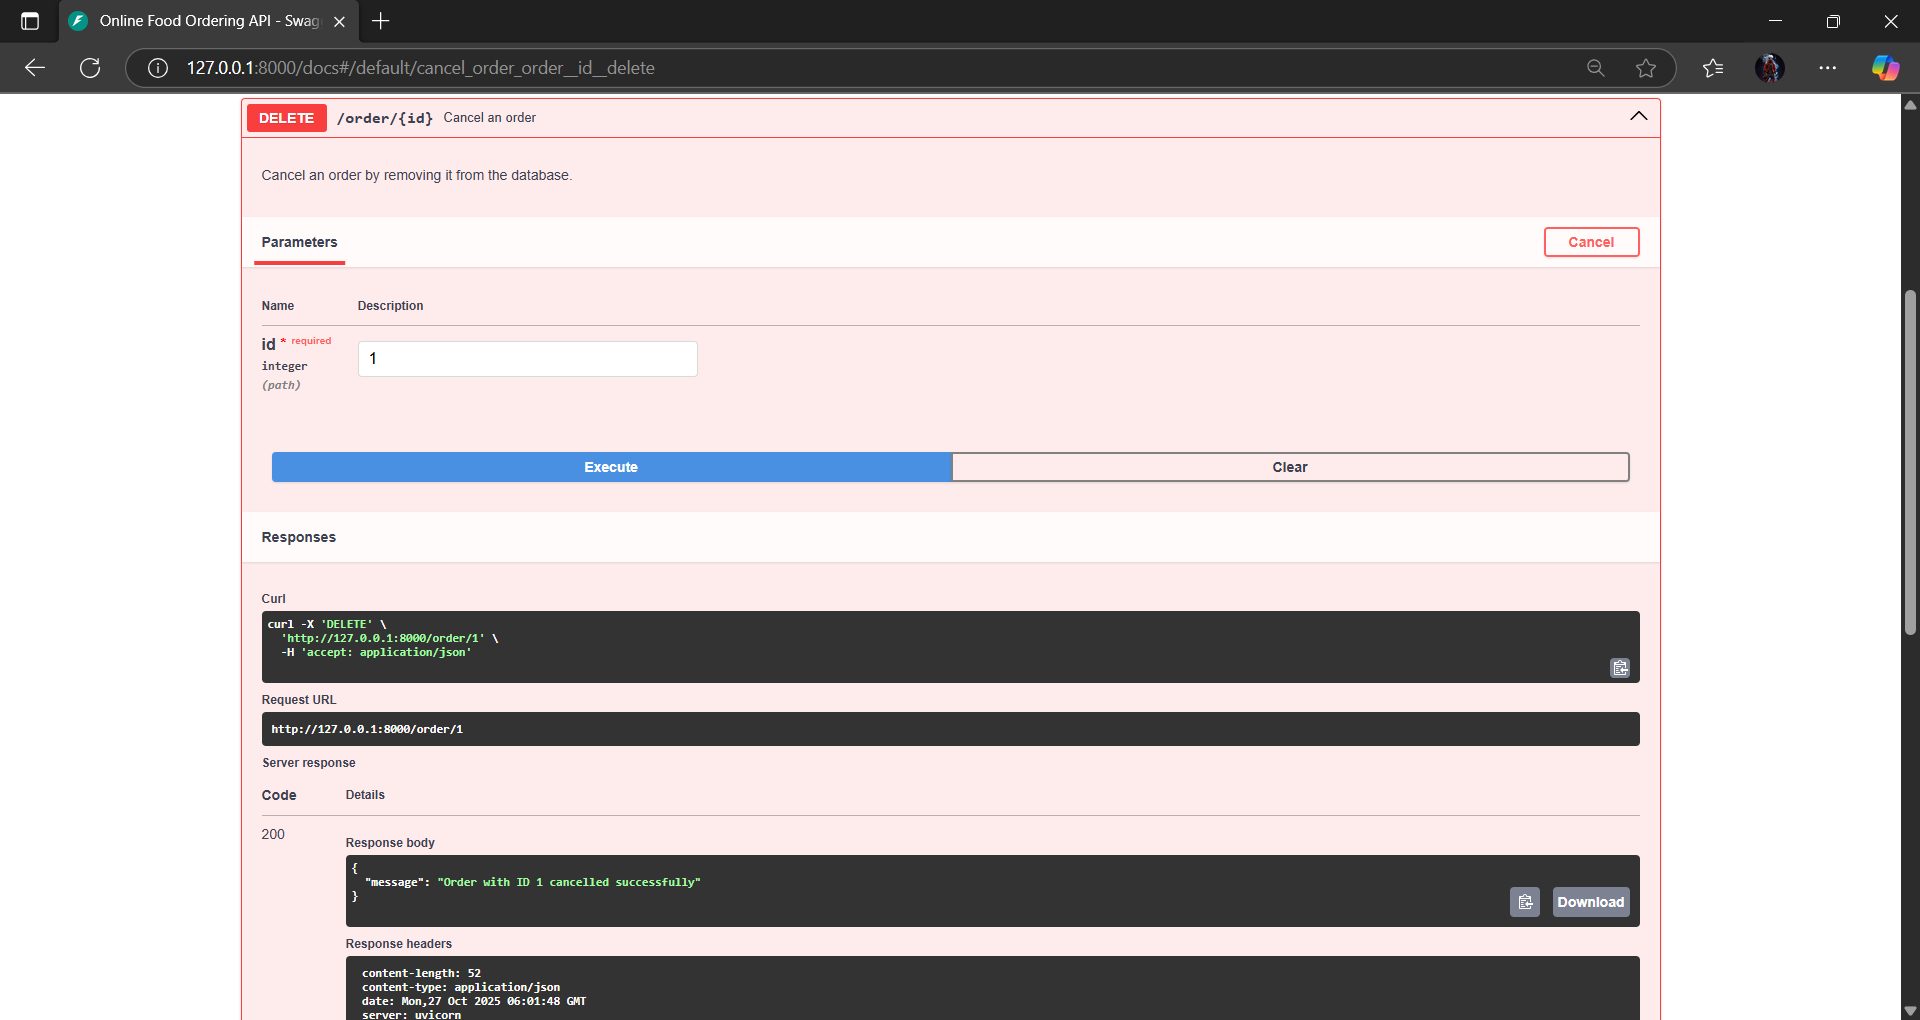 Online Food Ordering API - Swag
127.0.0.1:8000/docs#/default/cancel_order_order__id__delete
DELETE /order/{id} Cancel an order
Cancel an order by removing it from the database.
Parameters
Cancel
Name Description
id * required
integer
(path)
1
Execute
Clear
Responses
Curl
curl -X 'DELETE' \
'http://127.0.0.1:8000/order/1' \
-H 'accept: application/json'
Request URL
http://127.0.0.1:8000/order/1
Server response
Code Details
200
Response body
{
"message": "Order with ID 1 cancelled successfully"
}
Download
Response headers
content-length: 52
content-type: application/json
date: Mon,27 Oct 2025 06:01:48 GMT
server: uvicorn